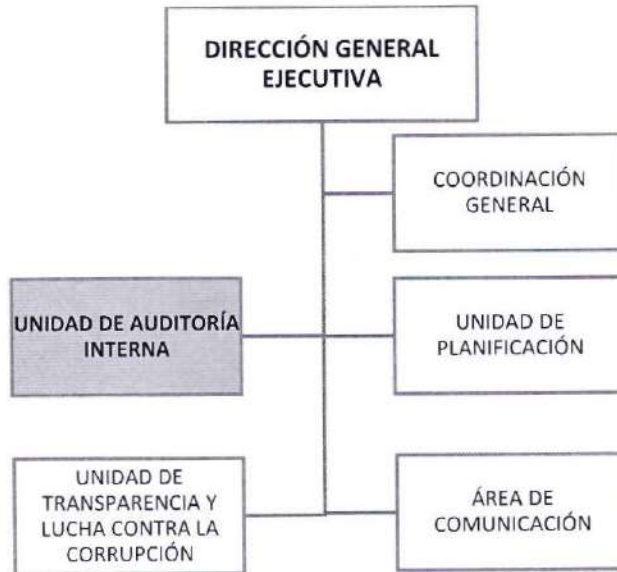 DIRECCIÓN GENERAL
EJECUTIVA
COORDINACIÓN
GENERAL
UNIDAD DE AUDITORÍA
INTERNA
UNIDAD DE
PLANIFICACIÓN
UNIDAD DE
TRANSPARENCIA Y
LUCHA CONTRA LA
CORRUPCIÓN
ÁREA DE
COMUNICACIÓN